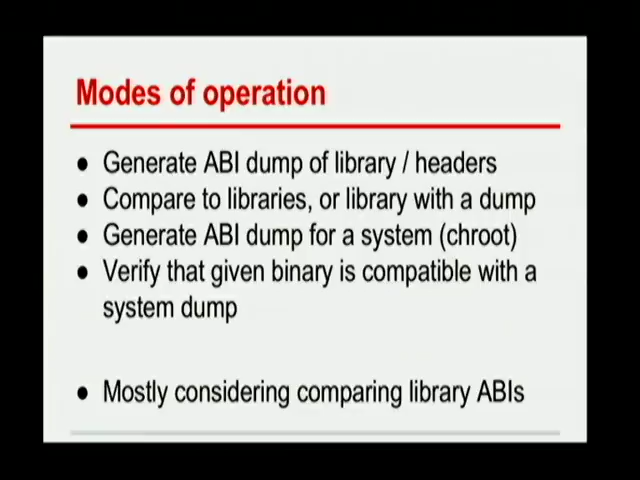 Modes of operation
● Generate ABI dump of library / headers
● Compare to libraries, or library with a dump
● Generate ABI dump for a system (chroot)
● Verify that given binary is compatible with a
system dump
● Mostly considering comparing library ABIs